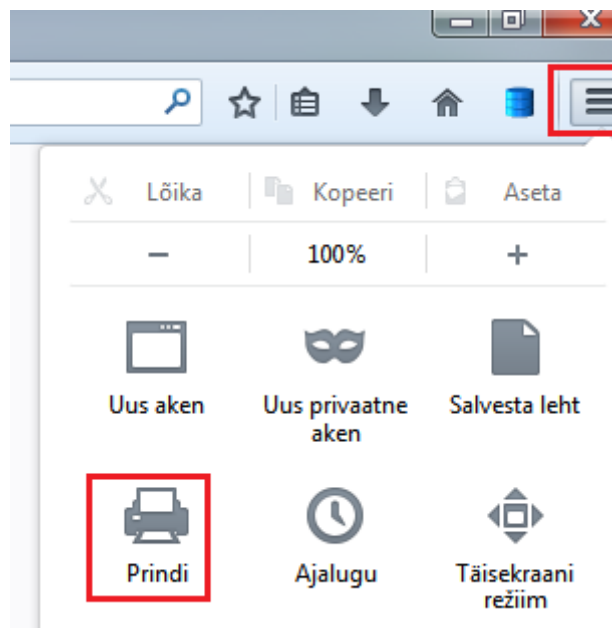 Lõika Kopeeri Aseta
100%
Uus aken Uus privaatne aken Salvesta leht
Prindi Ajalugu Täisekraani režiim